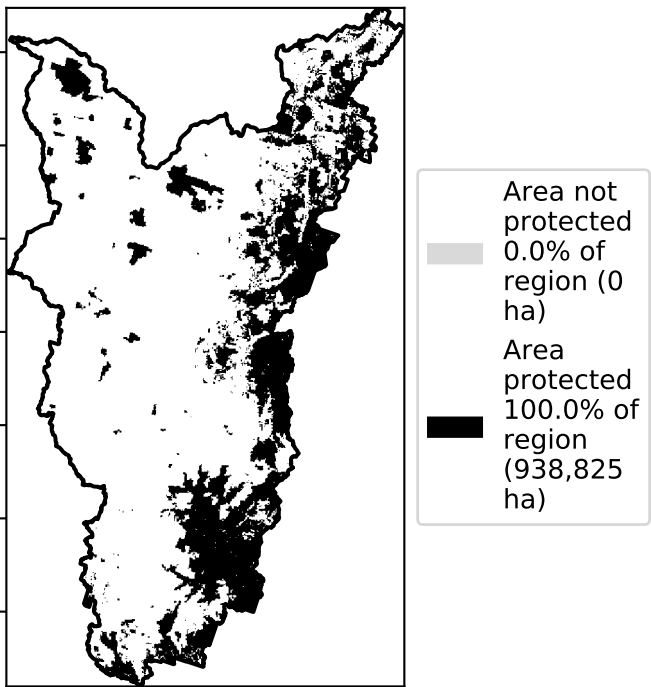 Area not
protected
0.0% of
region (0
ha)
Area
protected
100.0% of
region
(938,825
ha)